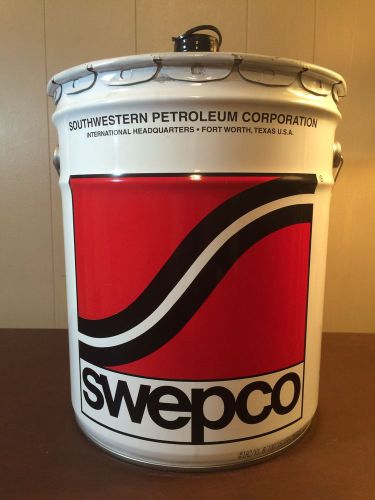 SOUTHWESTERN PETROLEUM CORPORATION
INTERNATIONAL HEADQUARTERS • FORT WORTH, TEXAS U.S.A.
swepco